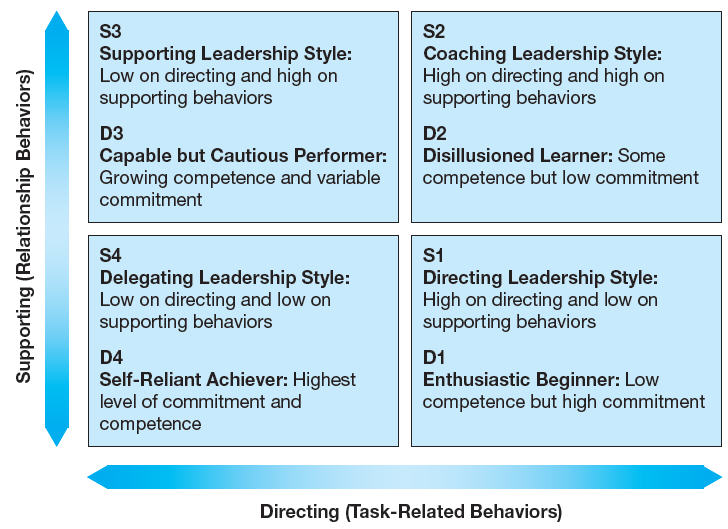 Supporting (Relationship Behaviors)
S3
Supporting Leadership Style:
Low on directing and high on
supporting behaviors
D3
Capable but Cautious Performer:
Growing competence and variable
commitment
S2
Coaching Leadership Style:
High on directing and high on
supporting behaviors
D2
Disillusioned Learner: Some
competence but low commitment
S4
Delegating Leadership Style:
Low on directing and low on
supporting behaviors
D4
Self-Reliant Achiever: Highest
level of commitment and
competence
S1
Directing Leadership Style:
High on directing and low on
supporting behaviors
D1
Enthusiastic Beginner: Low
competence but high commitment
Directing (Task-Related Behaviors)